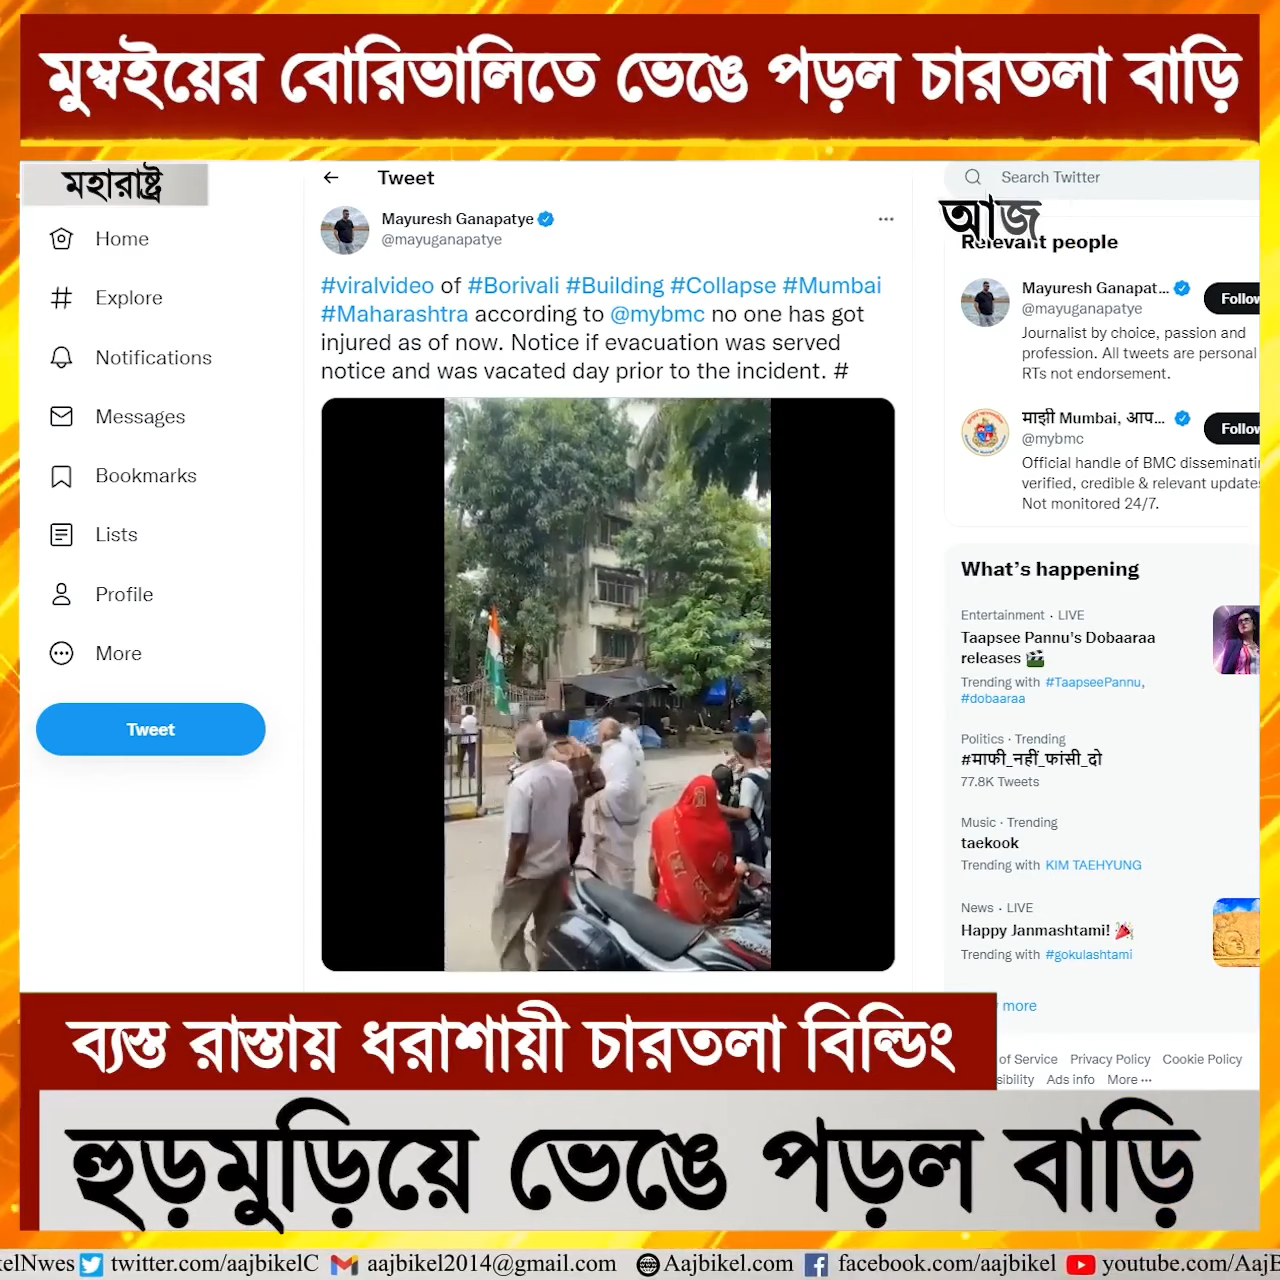 মুম্বইয়ের বোরিভালিতে ভেঙে পড়ল চারতলা বাড়ি
মহারাষ্ট্র
Home
Explore
Notifications
Messages
Bookmarks
Lists
Profile
More
Tweet
Tweet
Mayuresh Ganapatye
@mayuganapatye
#viralvideo of #Borivali #Building #Collapse #Mumbai
#Maharashtra according to @mybmc no one has got
injured as of now. Notice if evacuation was served
notice and was vacated day prior to the incident. #
Search Twitter
আজ
Relevant people
Mayuresh Ganapat...
@mayuganapatye
Journalist by choice, passion and
profession. All tweets are personal
RTs not endorsement.
माझी Mumbai, आप...
@mybmc
Official handle of BMC
verified, credible & relevant
Not monitored 24/7.
What's happening
Entertainment · LIVE
Taapsee Pannu's Dobaaraa
releases 🎬
Trending with #TaapseePannu,
#dobaaraa
Politics · Trending
#माफी_नहीं_फांसी_दो
77.8K Tweets
Music · Trending
taekook
Trending with KIM TAEHYUNG
News · LIVE
Happy Janmashtami! 🎉
Trending with #gokulashtami
more
of Service Privacy Policy Cookie Policy
Ads info More ...
ব্যস্ত রাস্তায় ধরাশায়ী চারতলা বিল্ডিং
হুড়মুড়িয়ে ভেঙে পড়ল বাড়ি
twitter.com/aajbikelC aajbikel2014@gmail.com Aajbikel.com facebook.com/aajbikel